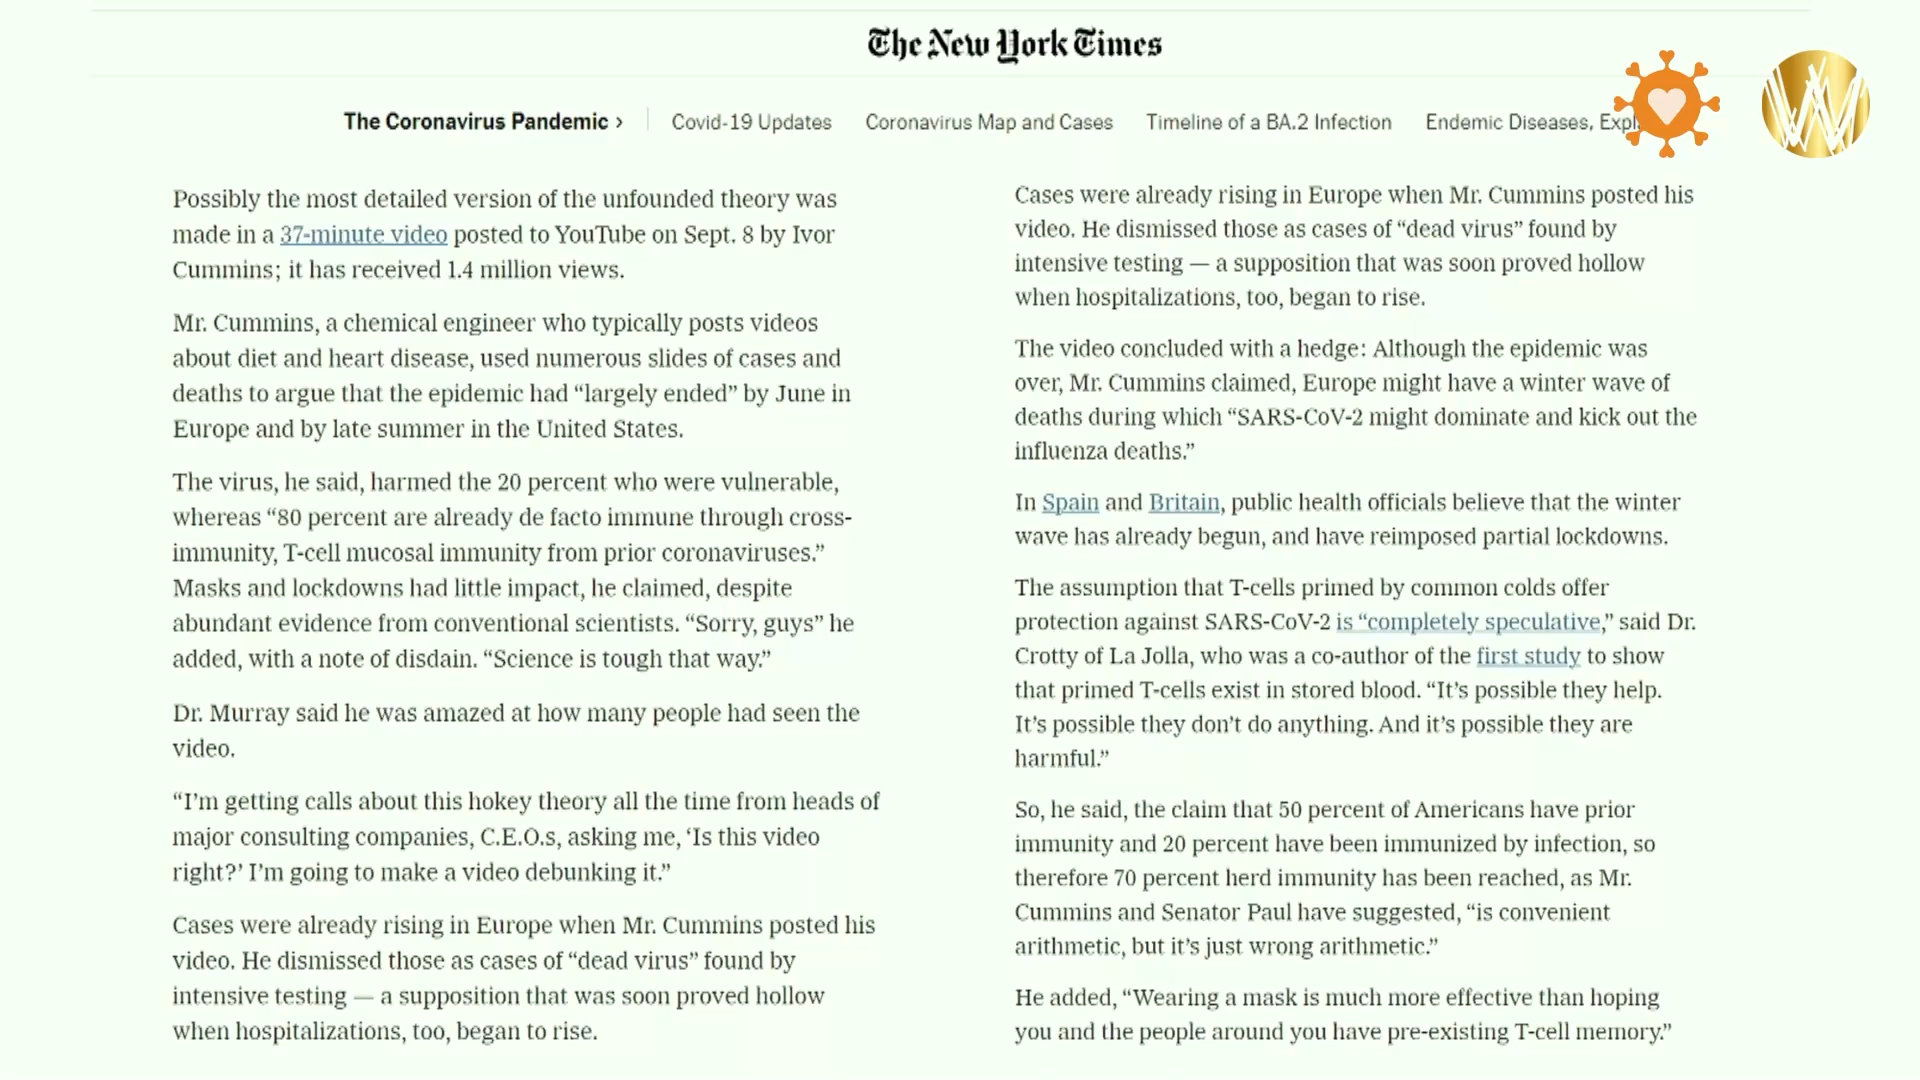 The New York Times
The Coronavirus Pandemic ›
Covid-19 Updates
Coronavirus Map and Cases
Timeline of a BA.2 Infection
Endemic Diseases, Expl
Possibly the most detailed version of the unfounded theory was
made in a 37-minute video posted to YouTube on Sept. 8 by Ivor
Cummins; it has received 1.4 million views.
Mr. Cummins, a chemical engineer who typically posts videos
about diet and heart disease, used numerous slides of cases and
deaths to argue that the epidemic had “largely ended” by June in
Europe and by late summer in the United States.
The virus, he said, harmed the 20 percent who were vulnerable,
whereas “80 percent are already de facto immune through cross-
immunity, T-cell mucosal immunity from prior coronaviruses.”
Masks and lockdowns had little impact, he claimed, despite
abundant evidence from conventional scientists. “Sorry, guys” he
added, with a note of disdain. “Science is tough that way.”
Dr. Murray said he was amazed at how many people had seen the
video.
“I’m getting calls about this hokey theory all the time from heads of
major consulting companies, C.E.O.s, asking me, ‘Is this video
right?’ I’m going to make a video debunking it.”
Cases were already rising in Europe when Mr. Cummins posted his
video. He dismissed those as cases of “dead virus” found by
intensive testing — a supposition that was soon proved hollow
when hospitalizations, too, began to rise.
Cases were already rising in Europe when Mr. Cummins posted his
video. He dismissed those as cases of “dead virus” found by
intensive testing — a supposition that was soon proved hollow
when hospitalizations, too, began to rise.
The video concluded with a hedge: Although the epidemic was
over, Mr. Cummins claimed, Europe might have a winter wave of
deaths during which “SARS-CoV-2 might dominate and kick out the
influenza deaths.”
In Spain and Britain, public health officials believe that the winter
wave has already begun, and have reimposed partial lockdowns.
The assumption that T-cells primed by common colds offer
protection against SARS-CoV-2 is “completely speculative,” said Dr.
Crotty of La Jolla, who was a co-author of the first study to show
that primed T-cells exist in stored blood. “It’s possible they help.
It’s possible they don’t do anything. And it’s possible they are
harmful.”
So, he said, the claim that 50 percent of Americans have prior
immunity and 20 percent have been immunized by infection, so
therefore 70 percent herd immunity has been reached, as Mr.
Cummins and Senator Paul have suggested, “is convenient
arithmetic, but it’s just wrong arithmetic.”
He added, “Wearing a mask is much more effective than hoping
you and the people around you have pre-existing T-cell memory.”